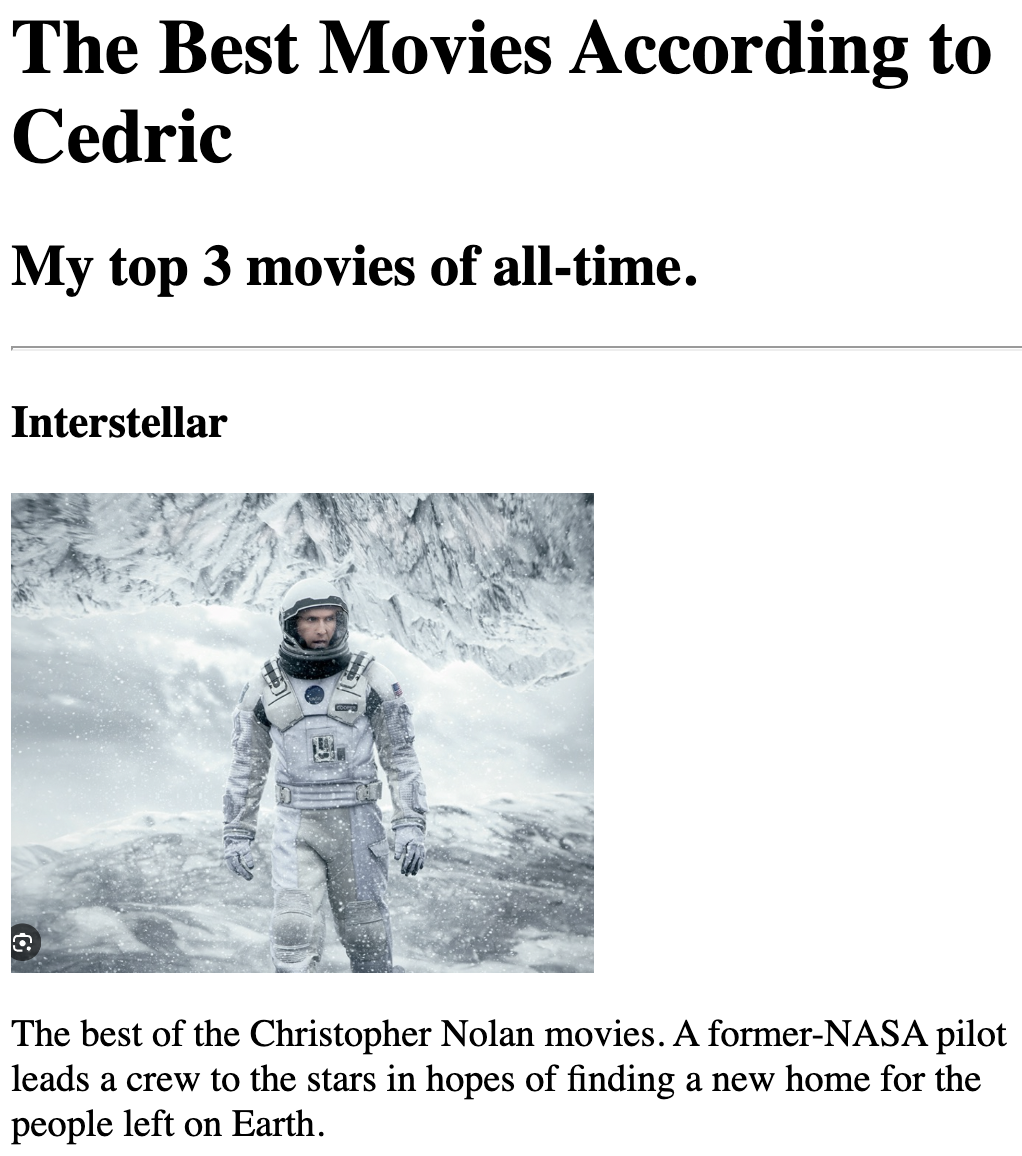 The Best Movies According to
Cedric
My top 3 movies of all-time.
Interstellar
The best of the Christopher Nolan movies. A former-NASA pilot
leads a crew to the stars in hopes of finding a new home for the
people left on Earth.